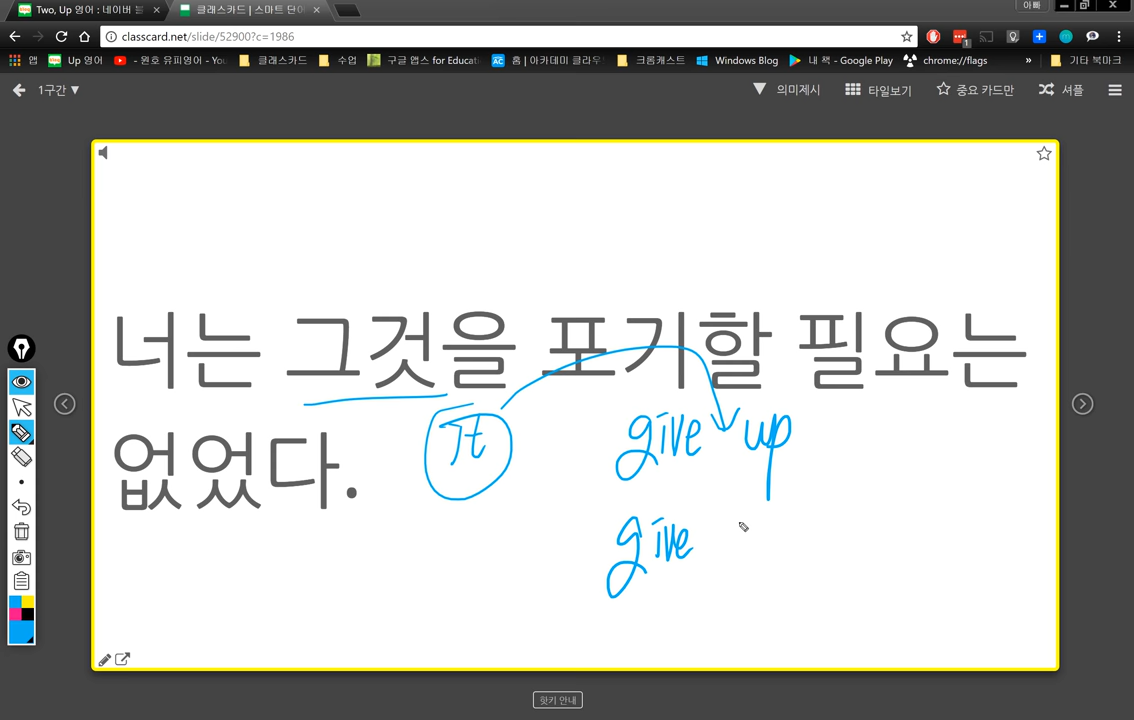 Two, Up 영어 : 네이버 블
클래스카드 | 스마트 단어
아빠
classcard.net/slide/52900?c=1986
앱
Up 영어
- 원호 유피영어 - You
클래스카드
수업
구글 앱스 for Educati
홈 | 아카데미 클라우
크롬캐스트
Windows Blog
내 책 - Google Play
chrome://flags
»
기타 북마크
1구간 ▼
의미제시
타일보기
중요 카드만
셔플
너는 그것을 포기할 필요는
없었다.
it
give up
give
핫키 안내